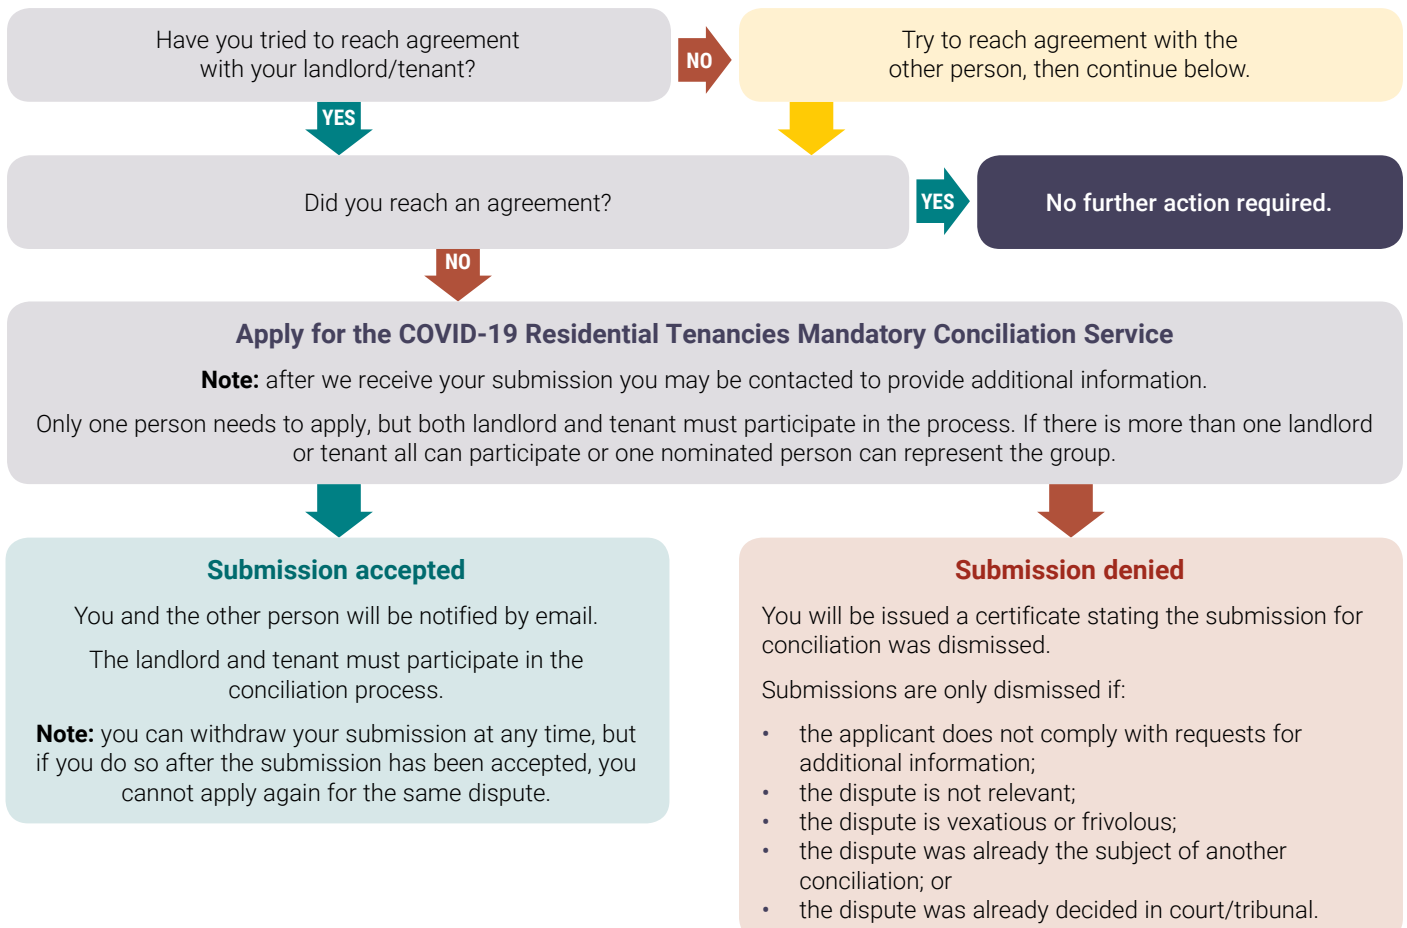 Have you tried to reach agreement
with your landlord/tenant?
NO
Try to reach agreement with the
other person, then continue below.
YES
Did you reach an agreement?
YES
No further action required.
NO
Apply for the COVID-19 Residential Tenancies Mandatory Conciliation Service
Note: after we receive your submission you may be contacted to provide additional information.
Only one person needs to apply, but both landlord and tenant must participate in the process. If there is more than one landlord
or tenant all can participate or one nominated person can represent the group.
Submission accepted
You and the other person will be notified by email.
The landlord and tenant must participate in the
conciliation process.
Note: you can withdraw your submission at any time, but
if you do so after the submission has been accepted, you
cannot apply again for the same dispute.
Submission denied
You will be issued a certificate stating the submission for
conciliation was dismissed.
Submissions are only dismissed if:
• the applicant does not comply with requests for
additional information;
• the dispute is not relevant;
• the dispute is vexatious or frivolous;
• the dispute was already the subject of another
conciliation; or
• the dispute was already decided in court/tribunal.